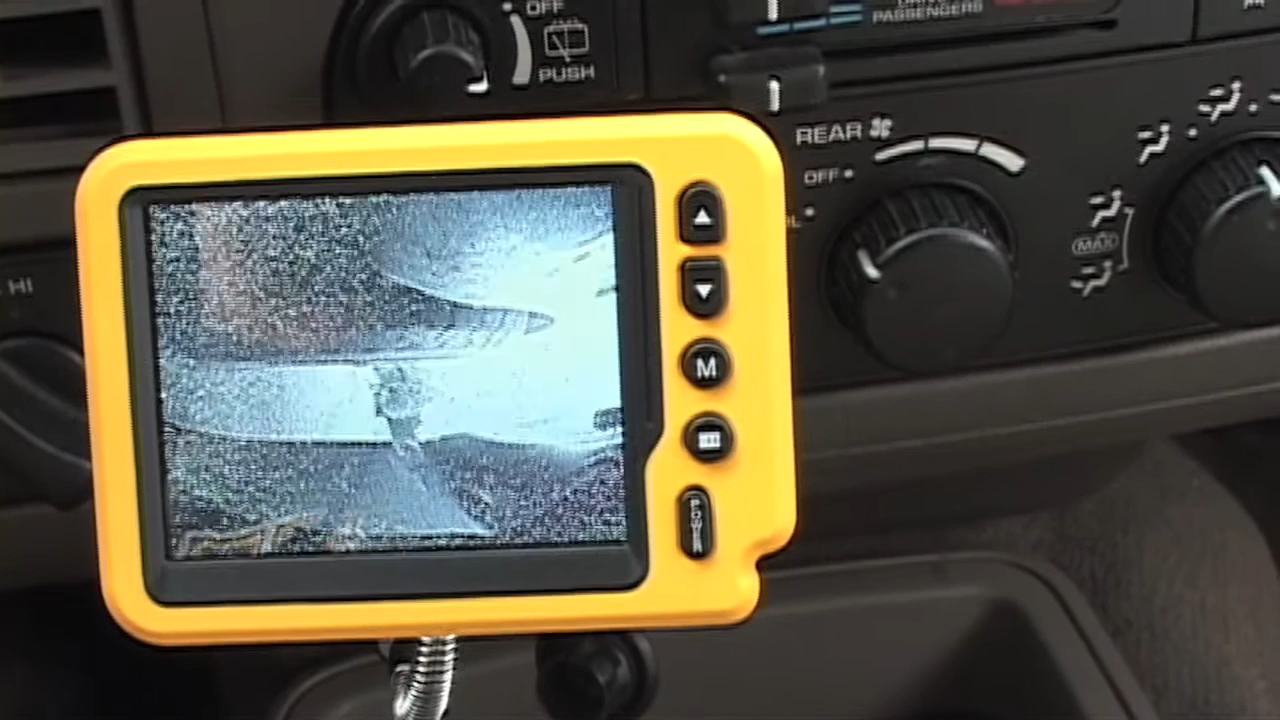 OFF
PUSH
PASSENGERS
REAR
OFF
HI
MAX
M
POWER